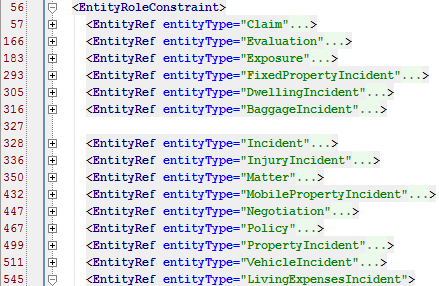 56 <EntityRoleConstraint>
57 <EntityRef entityType="Claim"...>
166 <EntityRef entityType="Evaluation"...>
183 <EntityRef entityType="Exposure"...>
293 <EntityRef entityType="FixedPropertyIncident"...>
305 <EntityRef entityType="DwellingIncident"...>
316 <EntityRef entityType="BaggageIncident"...>
327
328 <EntityRef entityType="Incident"...>
336 <EntityRef entityType="InjuryIncident"...>
350 <EntityRef entityType="Matter"...>
432 <EntityRef entityType="MobilePropertyIncident"...>
447 <EntityRef entityType="Negotiation"...>
467 <EntityRef entityType="Policy"...>
499 <EntityRef entityType="PropertyIncident"...>
511 <EntityRef entityType="VehicleIncident"...>
545 <EntityRef entityType="LivingExpensesIncident">